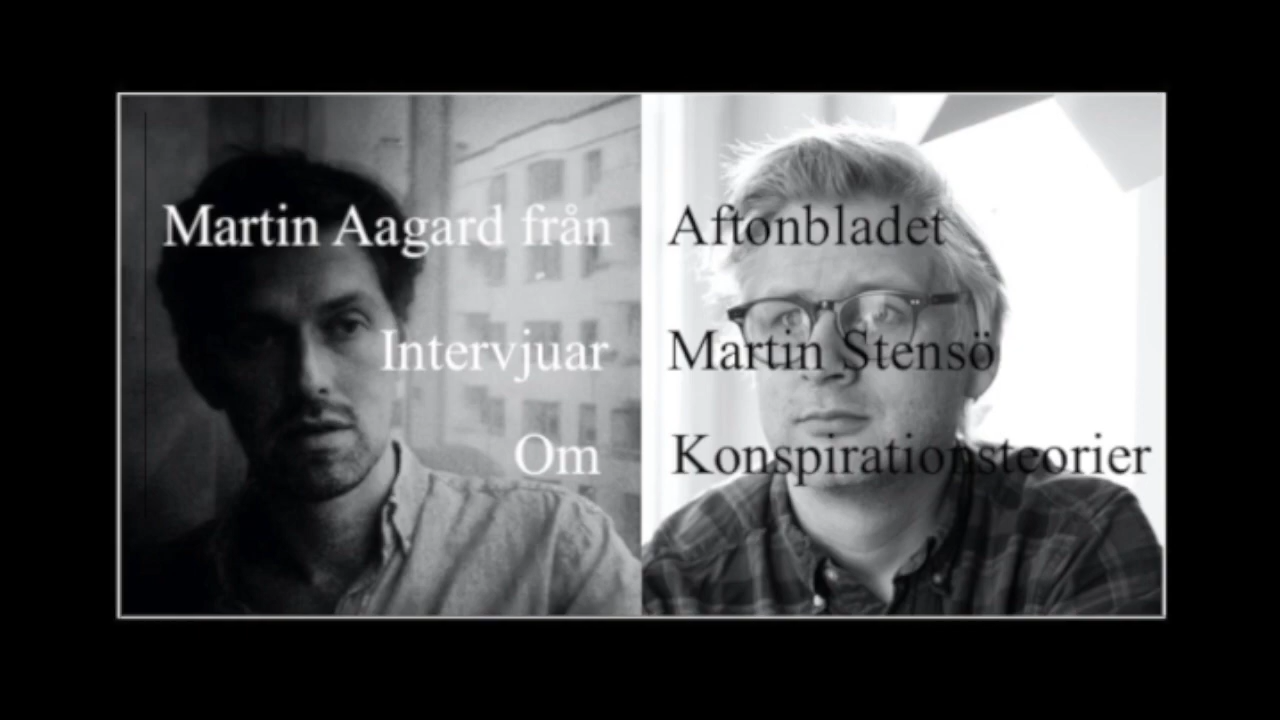 Martin Aagard från Aftonbladet
Intervjuar Martin Stensö
Om Konspirationsteorier